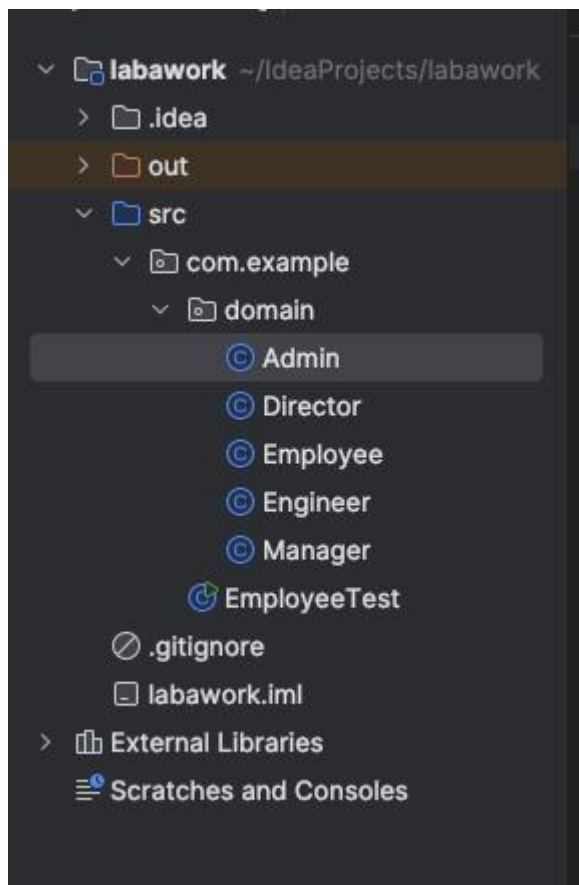 labawork ~/IdeaProjects/labawork
.idea
out
src
com.example
domain
Admin
Director
Employee
Engineer
Manager
EmployeeTest
.gitignore
labawork.iml
External Libraries
Scratches and Consoles